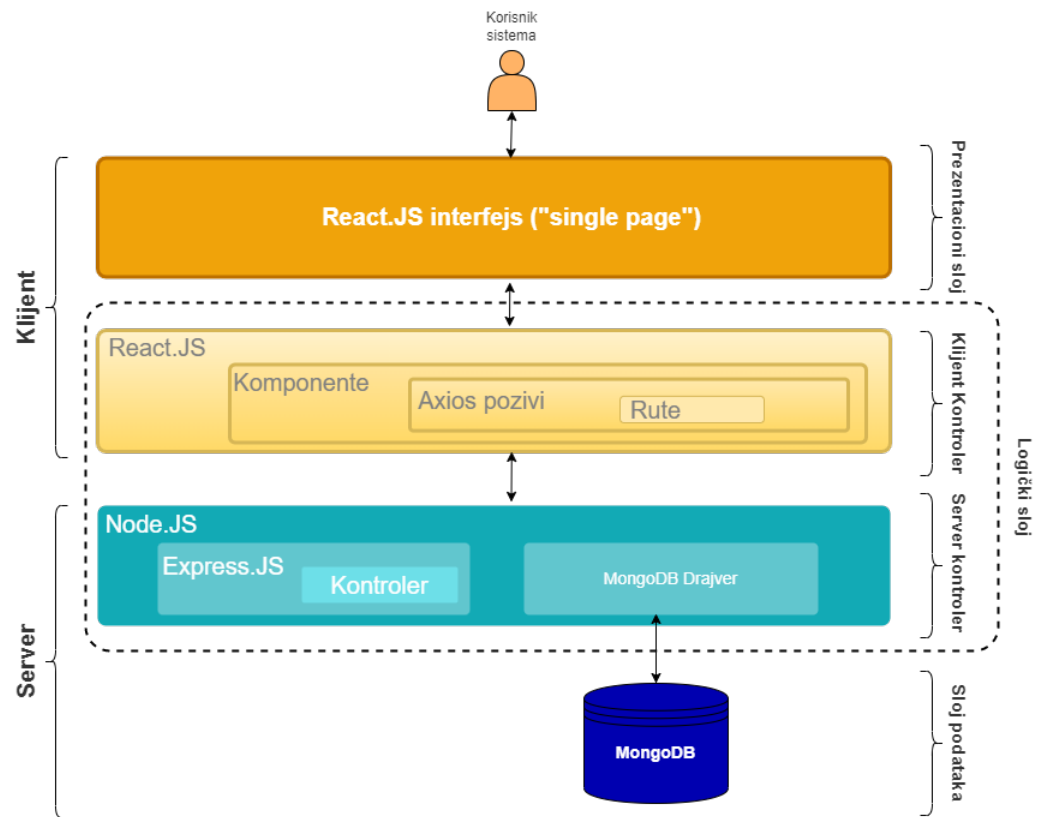 Korisnik
sistema
React.JS interfejs ("single page")
Prezentacioni sloj
Klijent
React.JS
Komponente
Axios pozivi
Rute
Klijent Kontroler
Logički sloj
Node.JS
Express.JS
Kontroler
MongoDB Drajver
Server kontroler
Server
MongoDB
Sloj podataka